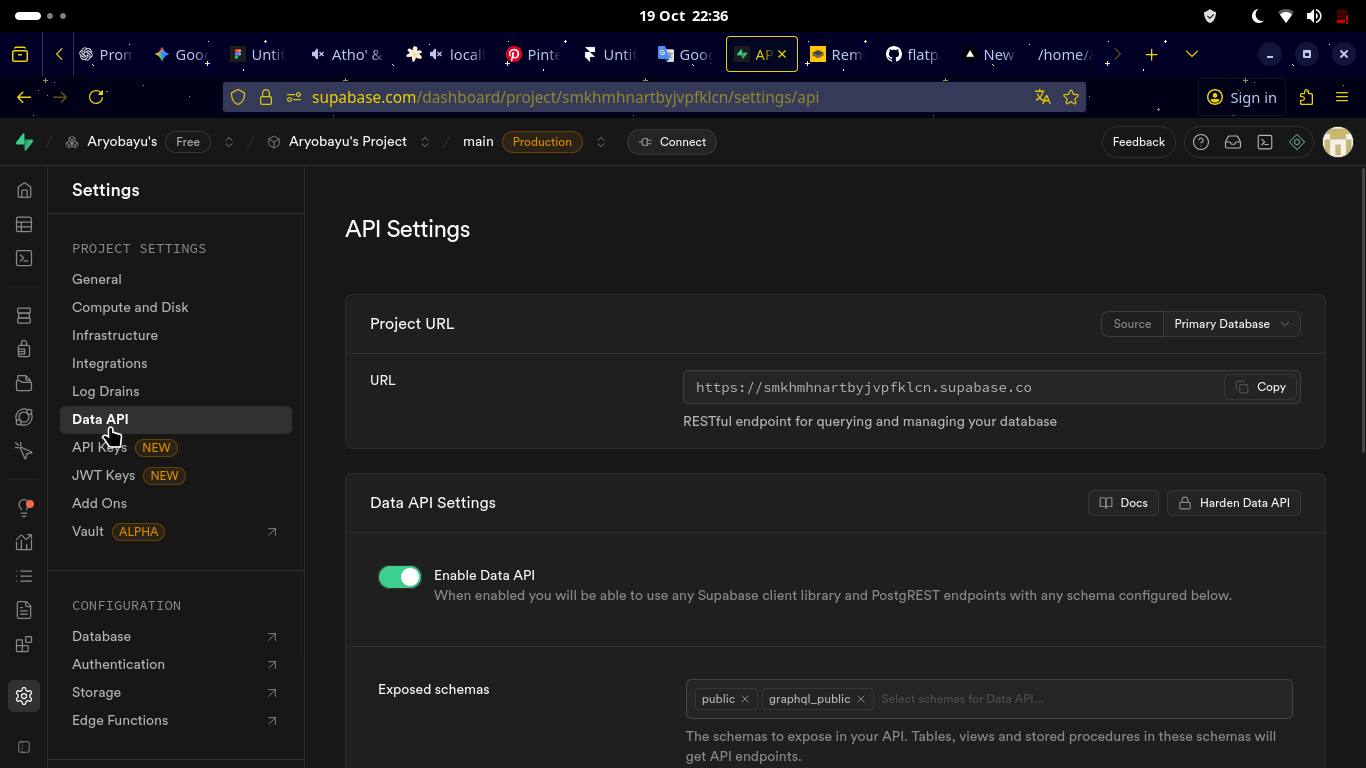 19 Oct 22:36
Pron
Goo
Untit
Atho' &
local
Pinte
Untit
Goo
AP
Rem
flatp
New
/home/a
supabase.com/dashboard/project/smkhmhnartbyjvpfklcn/settings/api
Sign in
Aryobayu's Free / Aryobayu's Project / main Production Connect
Feedback
Settings
PROJECT SETTINGS
General
Compute and Disk
Infrastructure
Integrations
Log Drains
Data API
API Keys NEW
JWT Keys NEW
Add Ons
Vault ALPHA
CONFIGURATION
Database
Authentication
Storage
Edge Functions
API Settings
Project URL
Source Primary Database
URL
https://smkhmhnartbyjvpfklcn.supabase.co
Copy
RESTful endpoint for querying and managing your database
Data API Settings
Docs
Harden Data API
Enable Data API
When enabled you will be able to use any Supabase client library and PostgREST endpoints with any schema configured below.
Exposed schemas
public graphql_public Select schemas for Data API...
The schemas to expose in your API. Tables, views and stored procedures in these schemas will
get API endpoints.